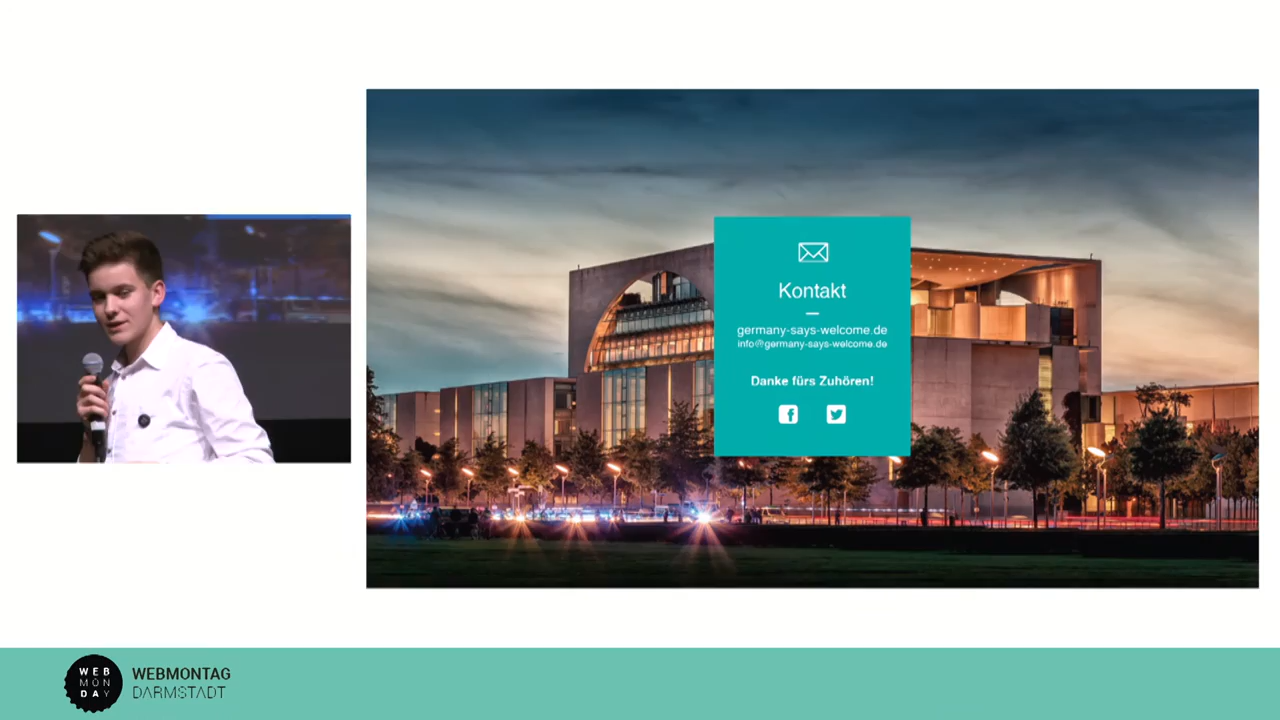 Kontakt
germany-says-welcome.de
info@germany-says-welcome.de
Danke fürs Zuhören!
WEB
MON
DAY
WEBMONTAG
DARMSTADT